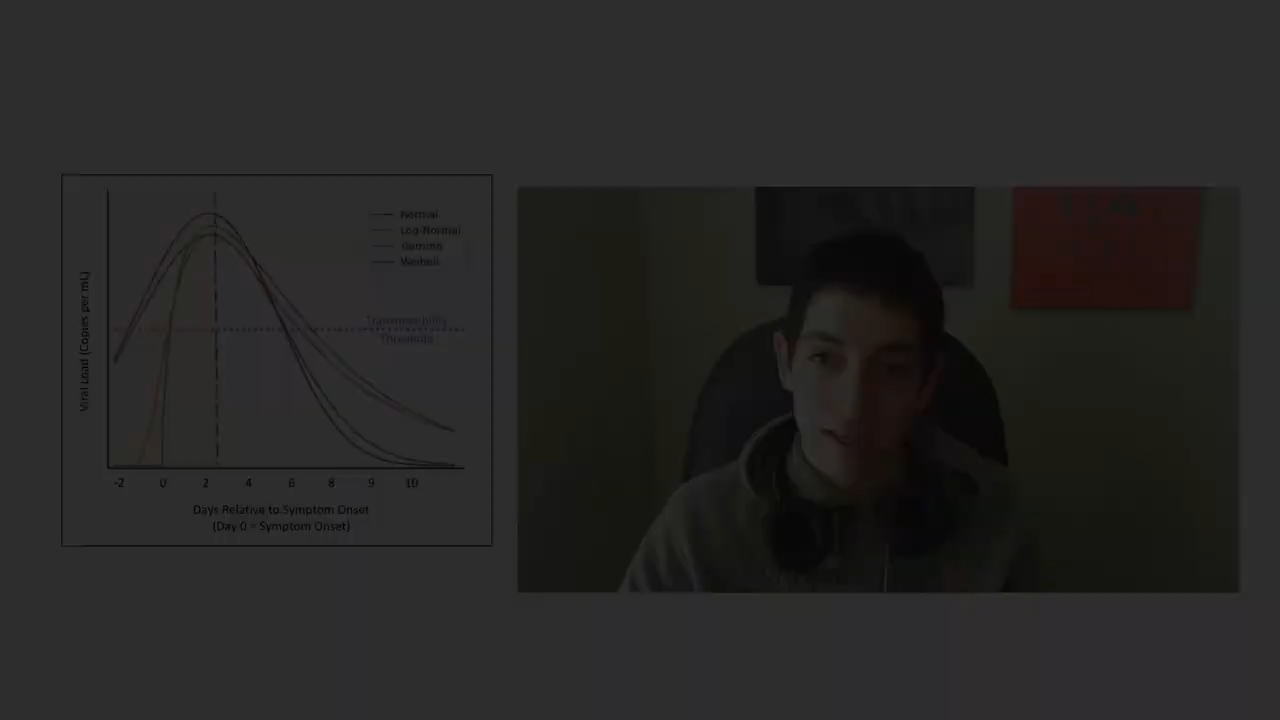 Normal
Log-Normal
Gamma
Weibull
Transmissibility
Threshold
Viral Load (Copies per mL)
-2 0 2 4 6 8 9 10
Days Relative to Symptom Onset
(Day 0 = Symptom Onset)